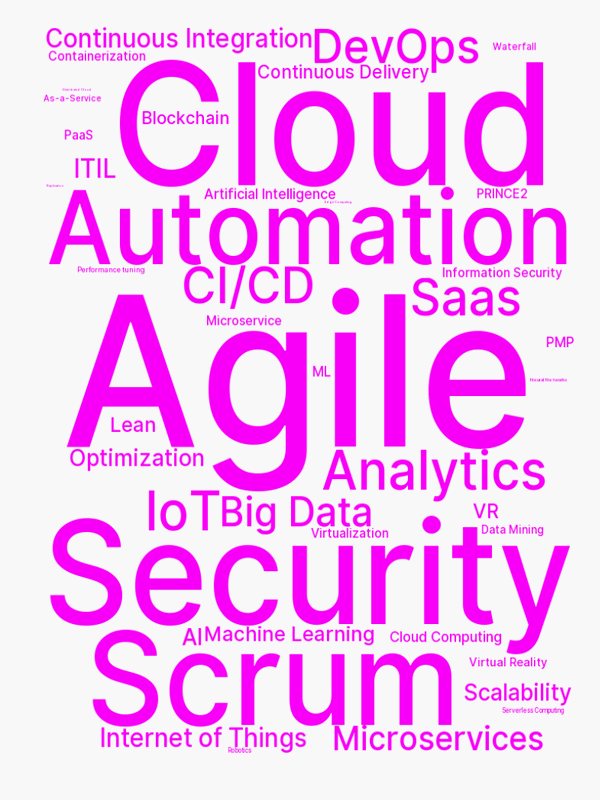 Continuous Integration
DevOps
Waterfall
Containerization
Continuous Delivery
Cloud
As-a-Service
Blockchain
PaaS
ITIL
Artificial Intelligence
PRINCE2
Automation
Performance tuning
CI/CD
Information Security
Saas
Microservice
Agile
PMP
ML
Lean
Optimization
Analytics
IoT
Big Data
VR
Virtualization
Data Mining
Security
AI
Machine Learning
Cloud Computing
Scrum
Virtual Reality
Scalability
Serverless Computing
Internet of Things
Microservices
Robotics